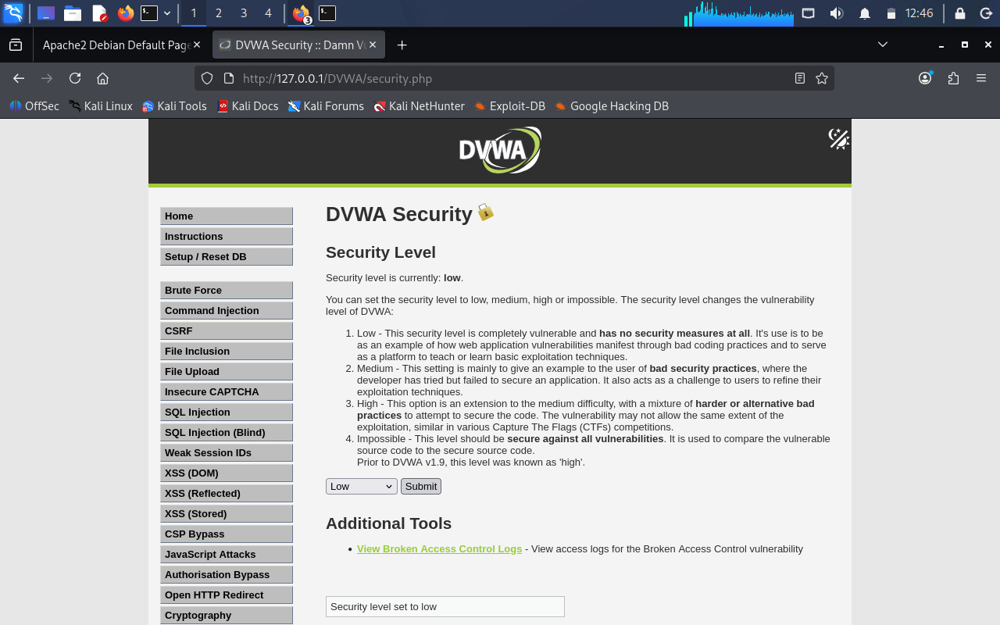 1
2
3
4
3
12:46
Apache2 Debian Default Page
DVWA Security :: Damn Vu
http://127.0.0.1/DVWA/security.php
OffSec
Kali Linux
Kali Tools
Kali Docs
Kali Forums
Kali NetHunter
Exploit-DB
Google Hacking DB
DVWA
Home
Instructions
Setup / Reset DB
Brute Force
Command Injection
CSRF
File Inclusion
File Upload
Insecure CAPTCHA
SQL Injection
SQL Injection (Blind)
Weak Session IDs
XSS (DOM)
XSS (Reflected)
XSS (Stored)
CSP Bypass
JavaScript Attacks
Authorisation Bypass
Open HTTP Redirect
Cryptography
DVWA Security
Security Level
Security level is currently: low.
You can set the security level to low, medium, high or impossible. The security level changes the vulnerability
level of DVWA:
1. Low - This security level is completely vulnerable and has no security measures at all. It's use is to be
as an example of how web application vulnerabilities manifest through bad coding practices and to serve
as a platform to teach or learn basic exploitation techniques.
2. Medium - This setting is mainly to give an example to the user of bad security practices, where the
developer has tried but failed to secure an application. It also acts as a challenge to users to refine their
exploitation techniques.
3. High - This option is an extension to the medium difficulty, with a mixture of harder or alternative bad
practices to attempt to secure the code. The vulnerability may not allow the same extent of the
exploitation, similar in various Capture The Flags (CTFs) competitions.
4. Impossible - This level should be secure against all vulnerabilities. It is used to compare the vulnerable
source code to the secure source code.
Prior to DVWA v1.9, this level was known as 'high'.
Low
Submit
Additional Tools
• View Broken Access Control Logs - View access logs for the Broken Access Control vulnerability
Security level set to low